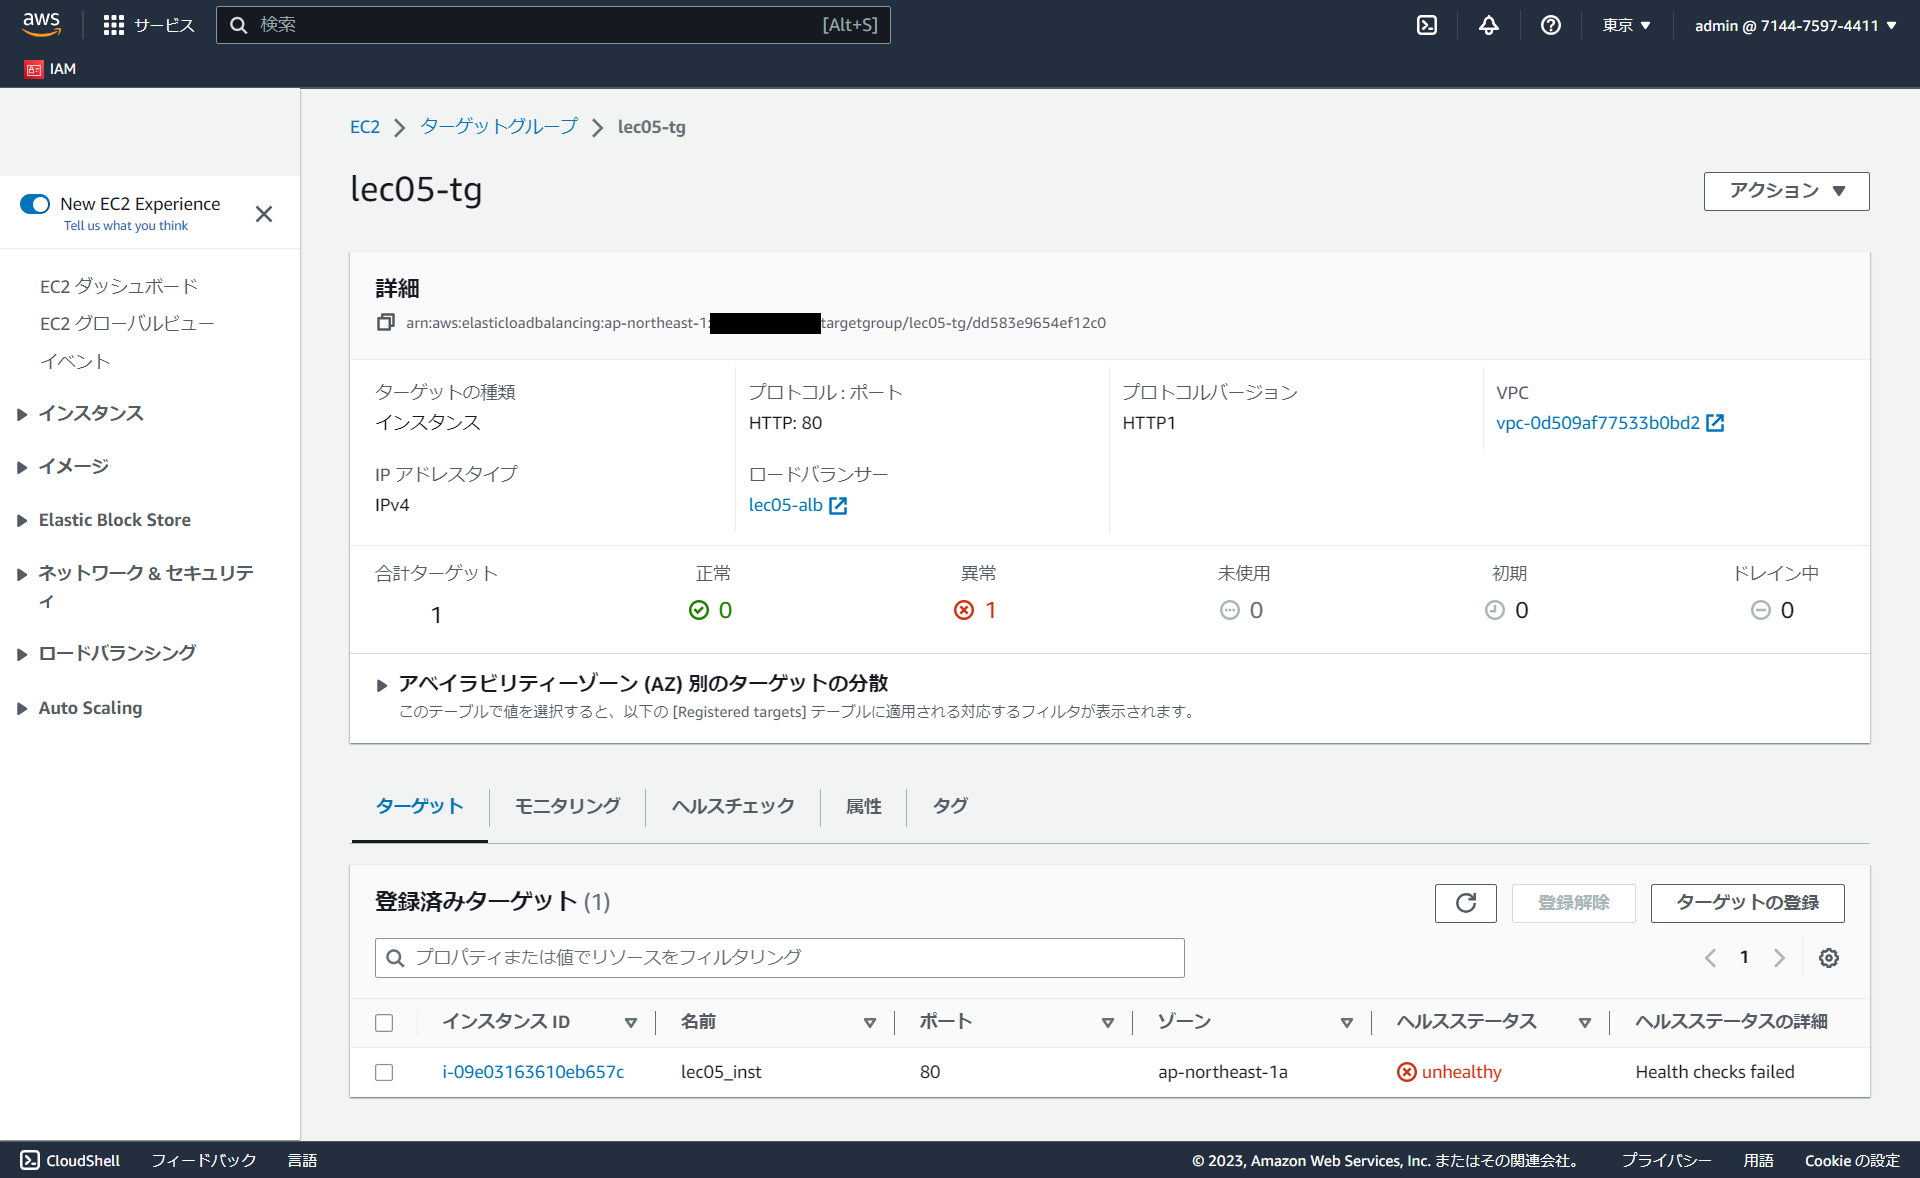 aws
サービス
検索
[Alt+S]
東京
admin @ 7144-7597-4411
IAM
EC2
ターゲットグループ
lec05-tg
New EC2 Experience
Tell us what you think
EC2 ダッシュボード
EC2 グローバルビュー
イベント
インスタンス
イメージ
Elastic Block Store
ネットワーク & セキュリテ
ィ
ロードバランシング
Auto Scaling
lec05-tg
アクション
詳細
arn:aws:elasticloadbalancing:ap-northeast-1:
targetgroup/lec05-tg/dd583e9654ef12c0
ターゲットの種類
インスタンス
プロトコル : ポート
HTTP: 80
プロトコルバージョン
HTTP1
VPC
vpc-0d509af77533b0bd2
IP アドレスタイプ
IPv4
ロードバランサー
lec05-alb
合計ターゲット
1
正常
0
異常
1
未使用
0
初期
0
ドレイン中
0
アベイラビリティーゾーン (AZ) 別のターゲットの分散
このテーブルで値を選択すると、以下の [Registered targets] テーブルに適用される対応するフィルタが表示されます。
ターゲット
モニタリング
ヘルスチェック
属性
タグ
登録済みターゲット (1)
登録解除
ターゲットの登録
プロパティまたは値でリソースをフィルタリング
1
インスタンス ID
名前
ポート
ゾーン
ヘルスステータス
ヘルスステータスの詳細
i-09e03163610eb657c
lec05_inst
80
ap-northeast-1a
unhealthy
Health checks failed
CloudShell
フィードバック
言語
© 2023, Amazon Web Services, Inc. またはその関連会社。
プライバシー
用語
Cookie の設定